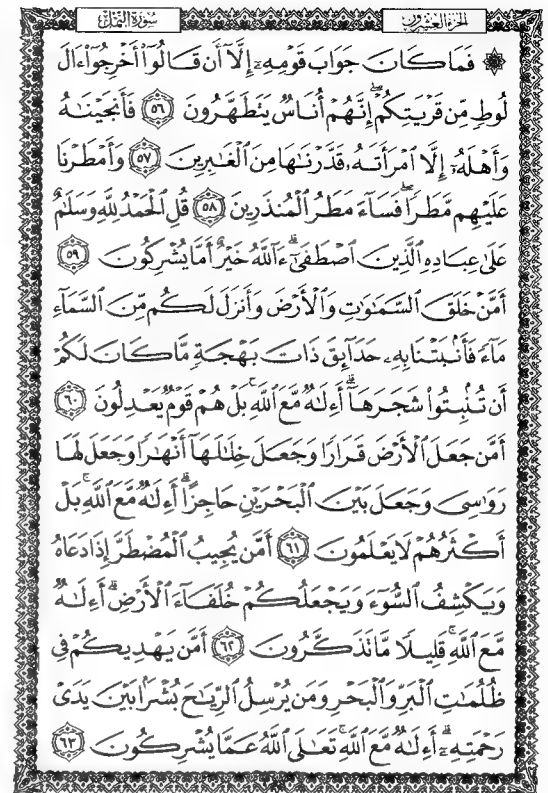 سُورَةُ النَّمْلِ الجزء العشرون
۞ فَمَا كَانَ جَوَابَ قَوْمِهِۦٓ إِلَّآ أَن قَالُوٓا۟ أَخْرِجُوٓا۟ ءَالَ
لُوطٍ مِّن قَرْيَتِكُمْ ۖ إِنَّهُمْ أُنَاسٌ يَتَطَهَّرُونَ ٥٦ فَأَنجَيْنَـٰهُ
وَأَهْلَهُۥٓ إِلَّا ٱمْرَأَتَهُۥ قَدَّرْنَـٰهَا مِنَ ٱلْغَـٰبِرِينَ ٥٧ وَأَمْطَرْنَا
عَلَيْهِم مَّطَرًا ۖ فَسَآءَ مَطَرُ ٱلْمُنذَرِينَ ٥٨ قُلِ ٱلْحَمْدُ لِلَّهِ وَسَلَـٰمٌ
عَلَىٰ عِبَادِهِ ٱلَّذِينَ ٱصْطَفَىٰٓ ۗ ءَآللَّهُ خَيْرٌ أَمَّا يُشْرِكُونَ ٥٩
أَمَّنْ خَلَقَ ٱلسَّمَـٰوَٰتِ وَٱلْأَرْضَ وَأَنزَلَ لَكُم مِّنَ ٱلسَّمَآءِ
مَآءً فَأَنۢبَتْنَا بِهِۦ حَدَآئِقَ ذَاتَ بَهْجَةٍ مَّا كَانَ لَكُمْ
أَن تُنۢبِتُوا۟ شَجَرَهَآ ۗ أَءِلَـٰهٌ مَّعَ ٱللَّهِ ۚ بَلْ هُمْ قَوْمٌ يَعْدِلُونَ ٦٠
أَمَّن جَعَلَ ٱلْأَرْضَ قَرَارًا وَجَعَلَ خِلَـٰلَهَآ أَنْهَـٰرًا وَجَعَلَ لَهَا
رَوَٰسِىَ وَجَعَلَ بَيْنَ ٱلْبَحْرَيْنِ حَاجِزًا ۗ أَءِلَـٰهٌ مَّعَ ٱللَّهِ ۚ بَلْ
أَكْثَرُهُمْ لَا يَعْلَمُونَ ٦١ أَمَّن يُجِيبُ ٱلْمُضْطَرَّ إِذَا دَعَاهُ
وَيَكْشِفُ ٱلسُّوٓءَ وَيَجْعَلُكُمْ خُلَفَآءَ ٱلْأَرْضِ ۗ أَءِلَـٰهٌ
مَّعَ ٱللَّهِ ۚ قَلِيلًا مَّا تَذَكَّرُونَ ٦٢ أَمَّن يَهْدِيكُمْ فِى
ظُلُمَـٰتِ ٱلْبَرِّ وَٱلْبَحْرِ وَمَن يُرْسِلُ ٱلرِّيَـٰحَ بُشْرًۢا بَيْنَ يَدَىْ
رَحْمَتِهِۦٓ ۗ أَءِلَـٰهٌ مَّعَ ٱللَّهِ ۚ تَعَـٰلَى ٱللَّهُ عَمَّا يُشْرِكُونَ ٦٣